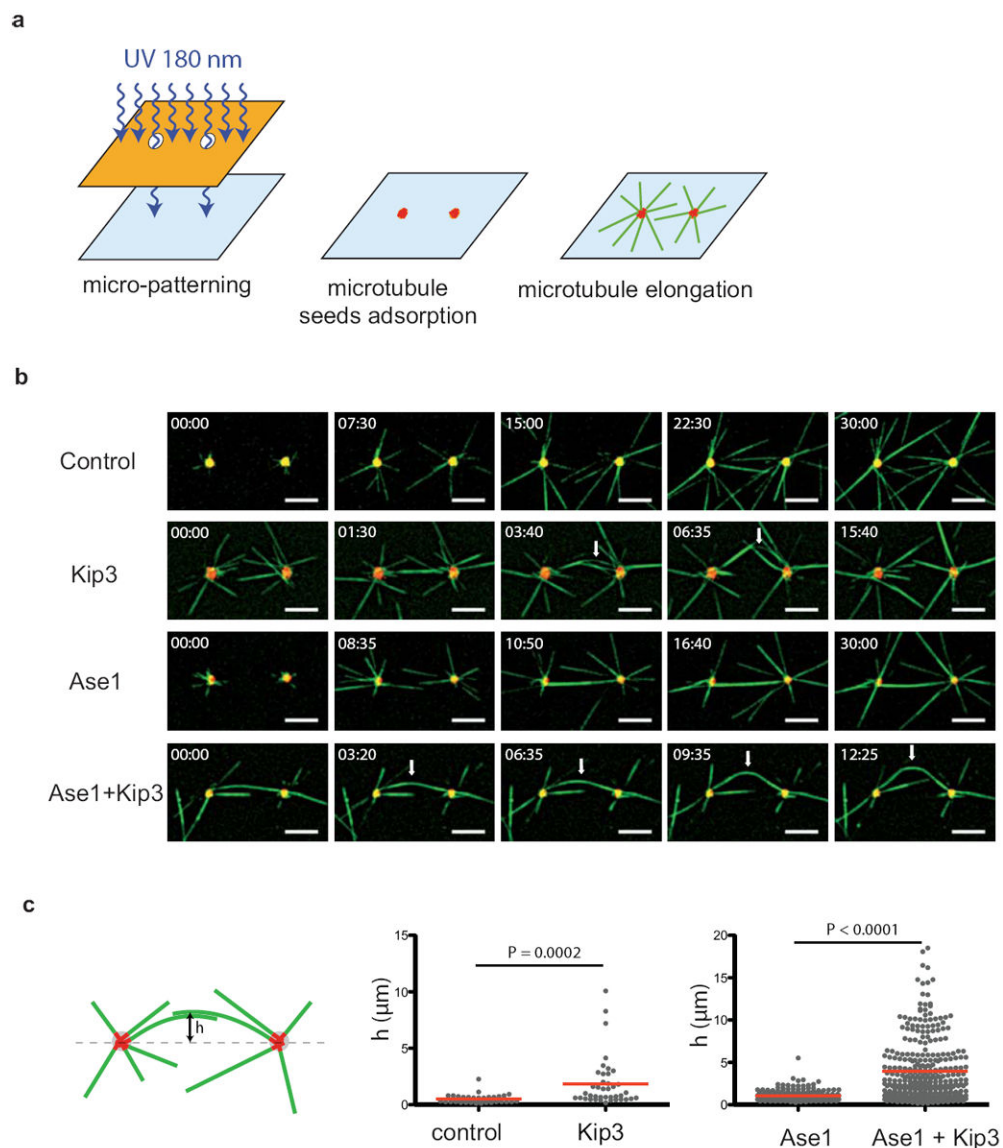 a
UV 180 nm
micro-patterning
microtubule
seeds adsorption
microtubule elongation
b
Control
00:00
07:30
15:00
22:30
30:00
Kip3
00:00
01:30
03:40
06:35
15:40
Ase1
00:00
08:35
10:50
16:40
30:00
Ase1+Kip3
00:00
03:20
06:35
09:35
12:25
c
h
15
10
5
0
h (µm)
P = 0.0002
control
Kip3
20
15
10
5
0
h (µm)
P < 0.0001
Ase1
Ase1 + Kip3